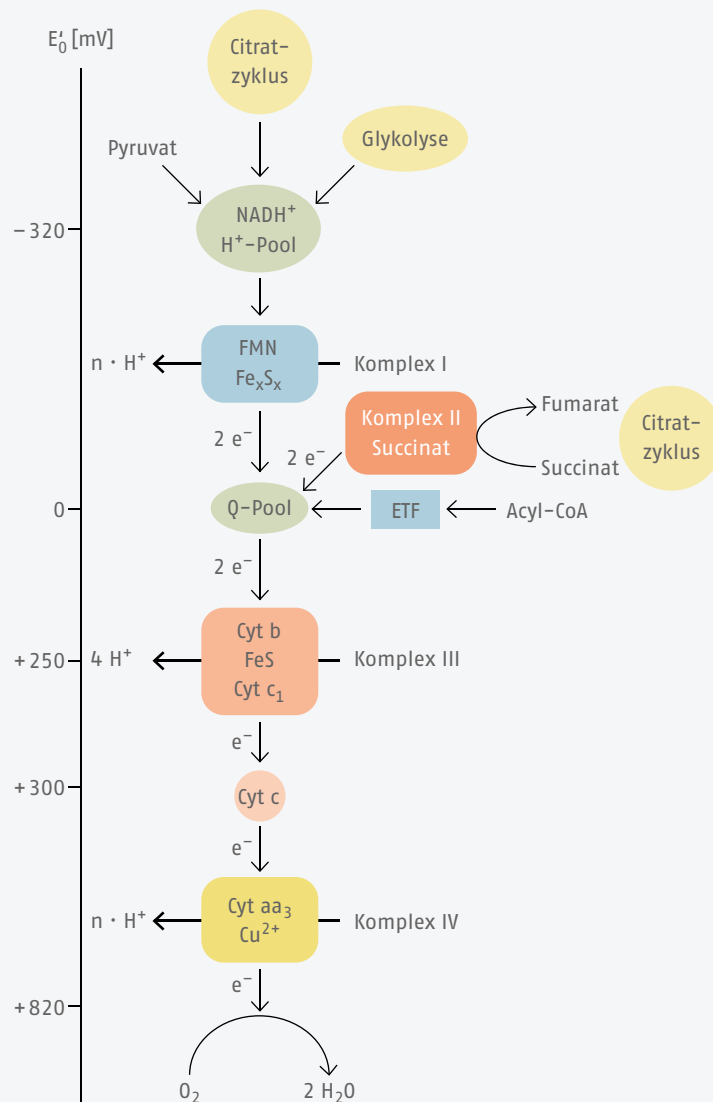 E₀′ [mV]
Citrat-
zyklus
Pyruvat
Glykolyse
−320
NADH⁺
H⁺-Pool
n · H⁺
FMN
FeₓSₓ
Komplex I
2 e⁻
Komplex II
Succinat
Fumarat
Succinat
Citrat-
zyklus
2 e⁻
0
Q-Pool
ETF
Acyl-CoA
2 e⁻
+250
4 H⁺
Cyt b
FeS
Cyt c₁
Komplex III
e⁻
+300
Cyt c
e⁻
n · H⁺
Cyt aa₃
Cu²⁺
Komplex IV
e⁻
+820
O₂
2 H₂O